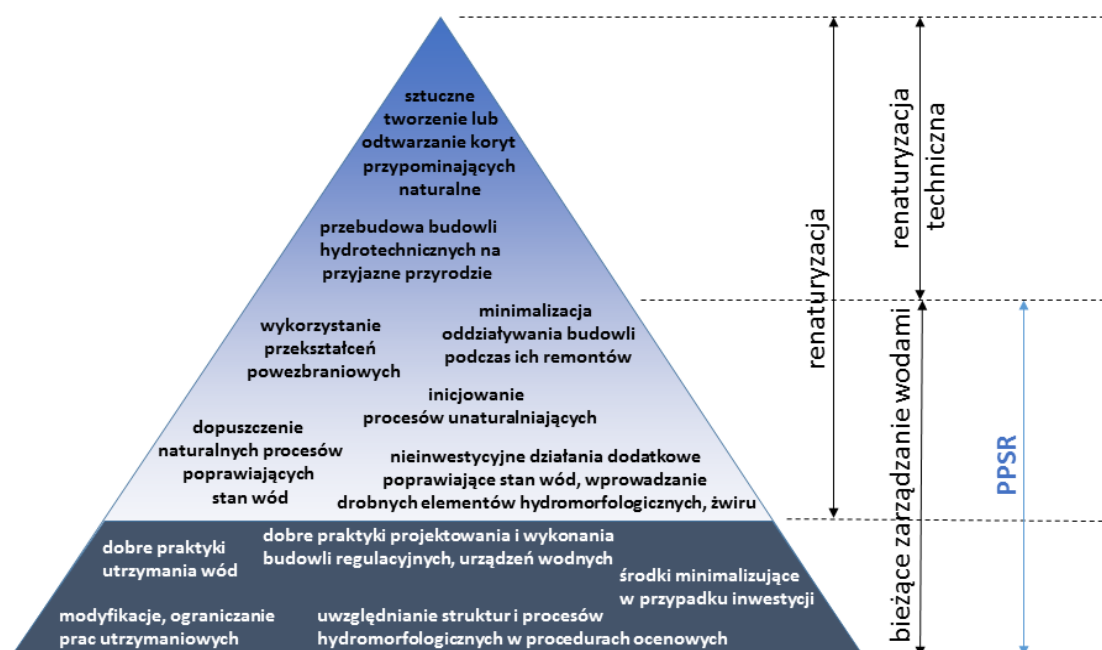 sztuczne
tworzenie lub
odtwarzanie koryt
przypominających
naturalne
przebudowa budowli
hydrotechnicznych na
przyjazne przyrodzie
wykorzystanie
przekształceń
powezbraniowych
minimalizacja
oddziaływania budowli
podczas ich remontów
inicjowanie
procesów unaturalniających
dopuszczenie
naturalnych procesów
poprawiających
stan wód
nieinwestycyjne działania dodatkowe
poprawiające stan wód, wprowadzanie
drobnych elementów hydromorfologicznych, żwiru
dobre praktyki
utrzymania wód
dobre praktyki projektowania i wykonania
budowli regulacyjnych, urządzeń wodnych
środki minimalizujące
w przypadku inwestycji
modyfikacje, ograniczanie
prac utrzymaniowych
uwzględnianie struktur i procesów
hydromorfologicznych w procedurach ocenowych
renaturyzacja
renaturyzacja
techniczna
bieżące zarządzanie wodami
PPSR